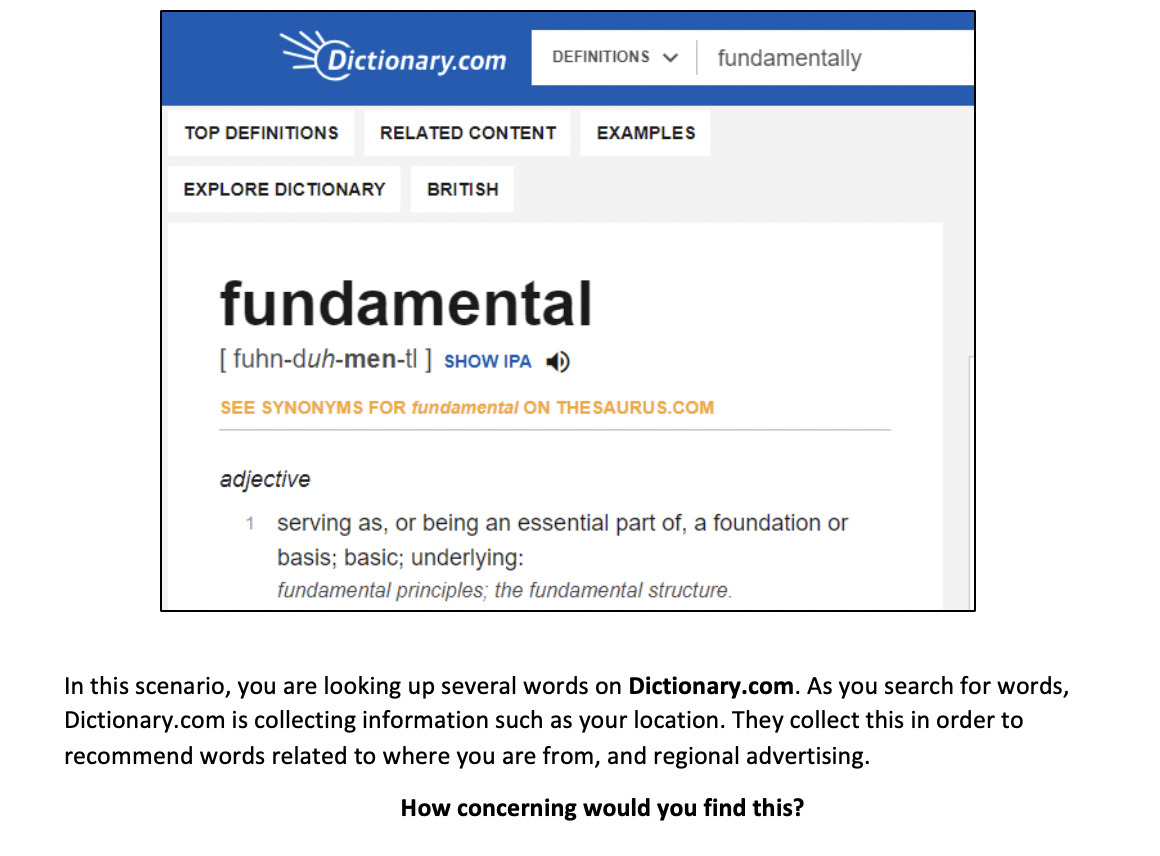 Dictionary.com
DEFINITIONS
fundamentally
TOP DEFINITIONS
RELATED CONTENT
EXAMPLES
EXPLORE DICTIONARY
BRITISH
fundamental
[ fuhn-duh-men-tl ] SHOW IPA
SEE SYNONYMS FOR fundamental ON THESAURUS.COM
adjective
1 serving as, or being an essential part of, a foundation or
basis; basic; underlying:
fundamental principles; the fundamental structure.
In this scenario, you are looking up several words on Dictionary.com. As you search for words,
Dictionary.com is collecting information such as your location. They collect this in order to
recommend words related to where you are from, and regional advertising.
How concerning would you find this?